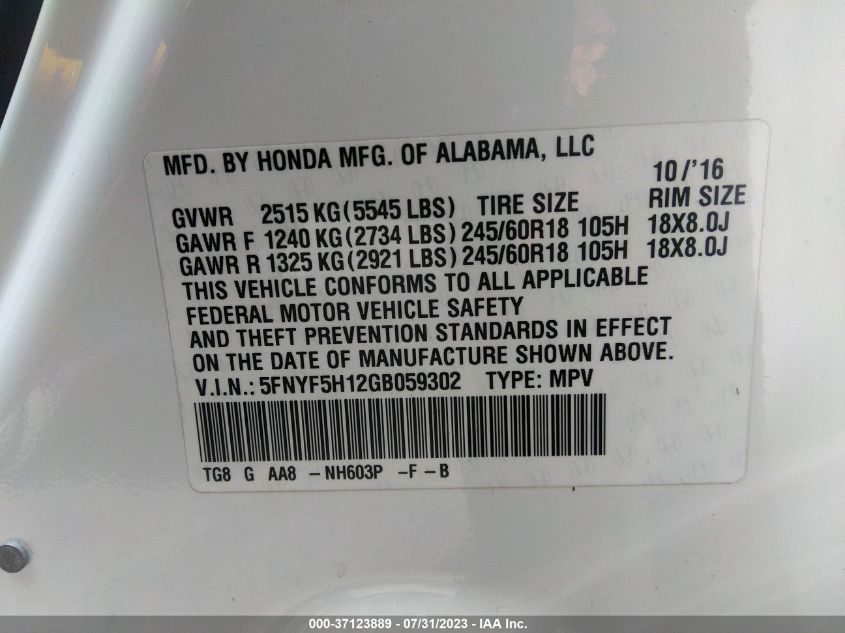 MFD. BY HONDA MFG. OF ALABAMA, LLC
10/'16
GVWR 2515 KG(5545 LBS) TIRE SIZE RIM SIZE
GAWR F 1240 KG(2734 LBS)245/60R18 105H 18X8.0J
GAWR R 1325 KG(2921 LBS)245/60R18 105H 18X8.0J
THIS VEHICLE CONFORMS TO ALL APPLICABLE
FEDERAL MOTOR VEHICLE SAFETY
AND THEFT PREVENTION STANDARDS IN EFFECT
ON THE DATE OF MANUFACTURE SHOWN ABOVE.
V.I.N.: 5FNYF5H12GB059302 TYPE: MPV
TG8 G AA8 -NH603P -F-B
000-37123889 - 07/31/2023 - IAA Inc.